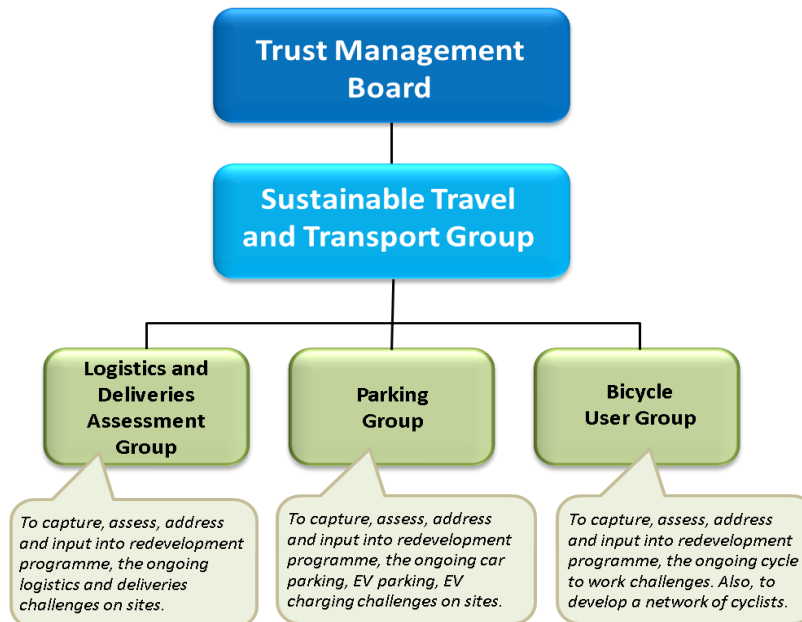 Trust Management
Board
Sustainable Travel
and Transport Group
Logistics and
Deliveries
Assessment
Group
Parking
Group
Bicycle
User Group
To capture, assess, address
and input into redevelopment
programme, the ongoing
logistics and deliveries
challenges on sites.
To capture, assess, address
and input into redevelopment
programme, the ongoing car
parking, EV parking, EV
charging challenges on sites.
To capture, assess, address
and input into redevelopment
programme, the ongoing cycle
to work challenges. Also, to
develop a network of cyclists.